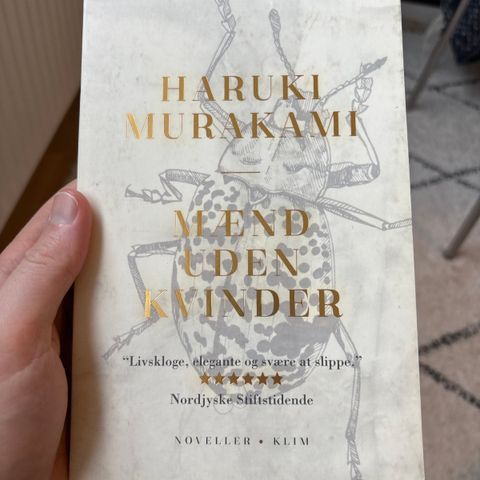 HARUKI
MURAKAMI
MÆND
UDEN
KVINDER
“Livskloge, elegante og svære at slippe.”
★★★★★★
Nordjyske Stiftstidende
NOVELLER • KLIM